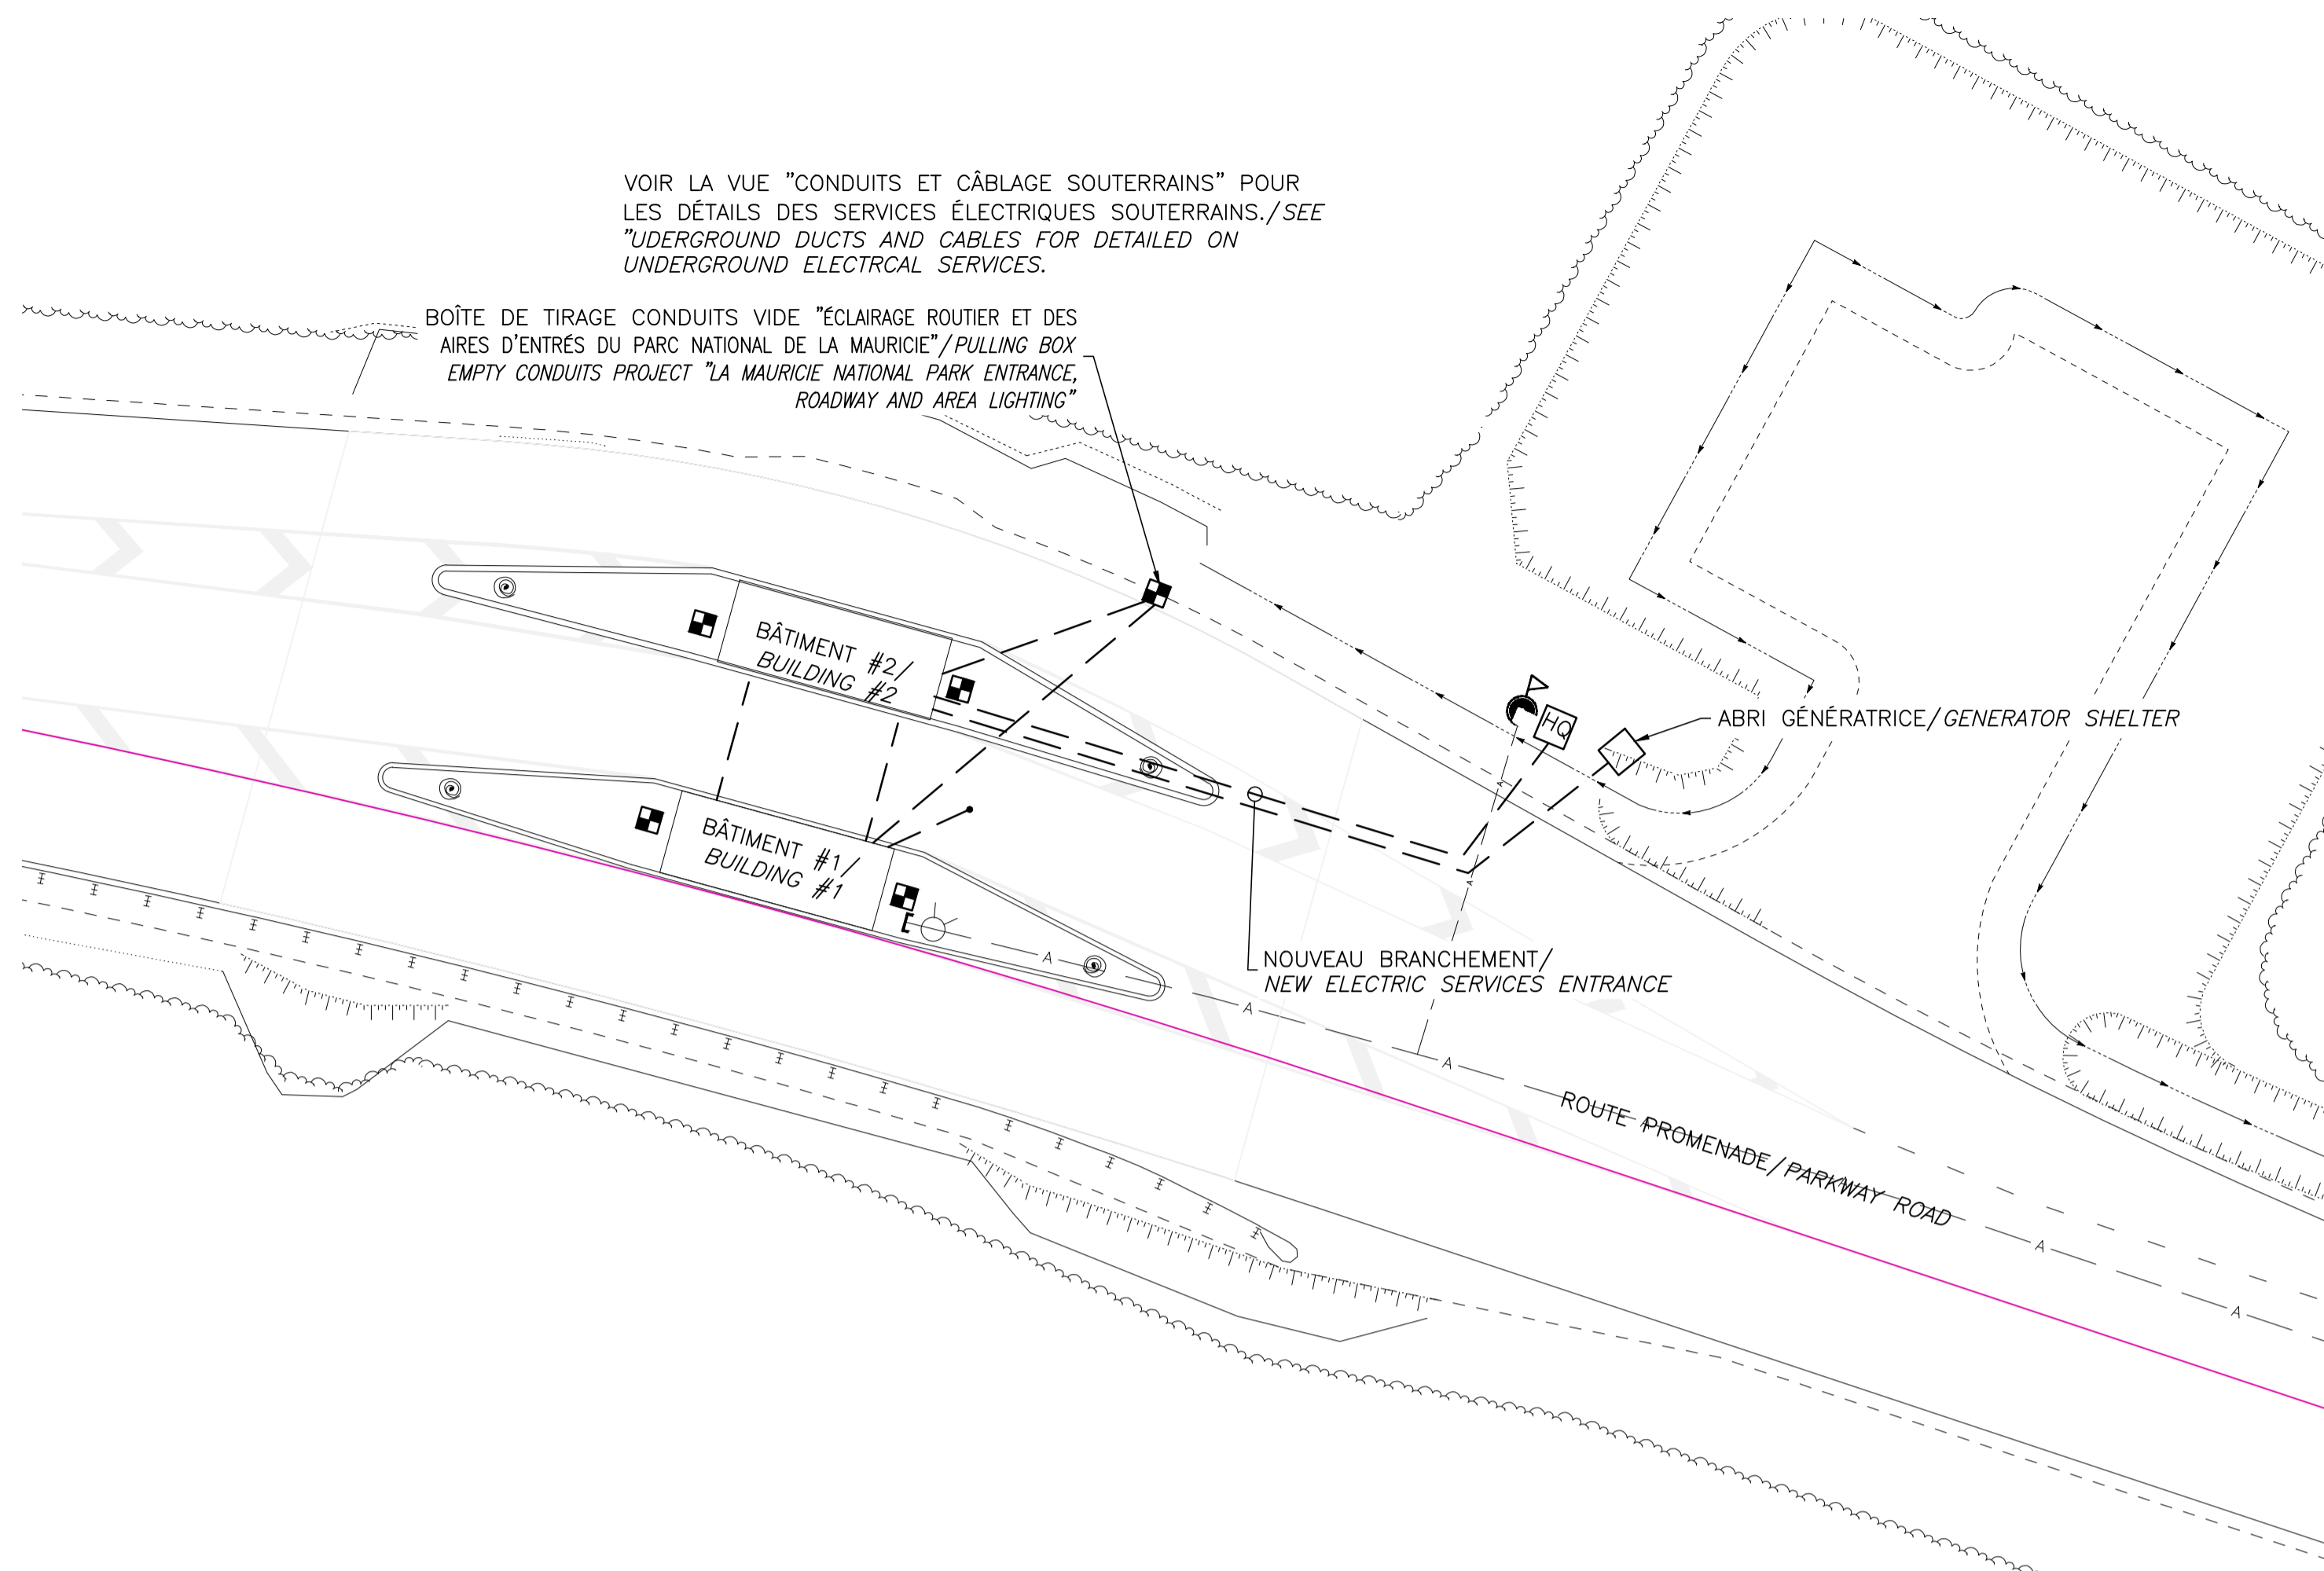 VOIR LA VUE "CONDUITS ET CÂBLAGE SOUTERRAINS" POUR
LES DÉTAILS DES SERVICES ÉLECTRIQUES SOUTERRAINS./SEE
"UDERGROUND DUCTS AND CABLES FOR DETAILED ON
UNDERGROUND ELECTRCAL SERVICES.
BOÎTE DE TIRAGE CONDUITS VIDE "ÉCLAIRAGE ROUTIER ET DES
AIRES D'ENTRÉS DU PARC NATIONAL DE LA MAURICIE"/PULLING BOX
EMPTY CONDUITS PROJECT "LA MAURICIE NATIONAL PARK ENTRANCE,
ROADWAY AND AREA LIGHTING"
BÂTIMENT #2/
BUILDING #2
HQ
ABRI GÉNÉRATRICE/GENERATOR SHELTER
A
A
BÂTIMENT #1/
BUILDING #1
A
NOUVEAU BRANCHEMENT/
NEW ELECTRIC SERVICES ENTRANCE
A
A
ROUTE PROMENADE/PARKWAY ROAD
A
A
A
A